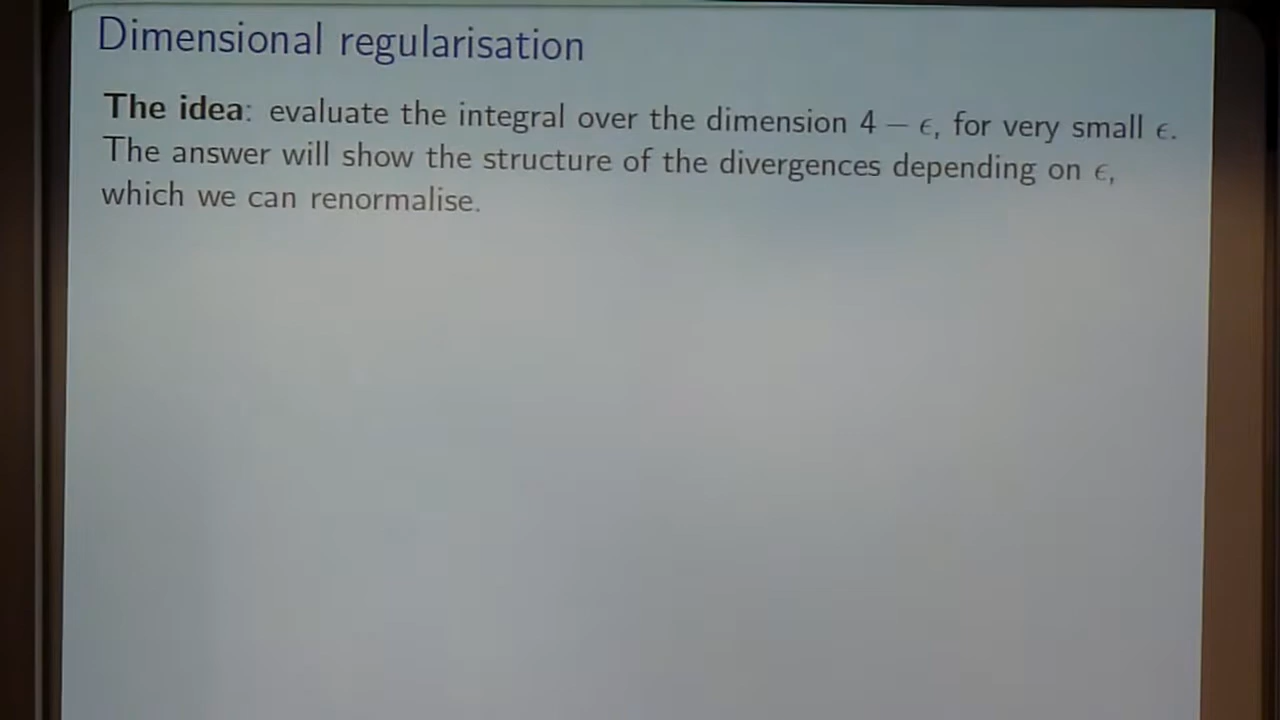 Dimensional regularisation
The idea: evaluate the integral over the dimension 4 − ϵ, for very small ϵ.
The answer will show the structure of the divergences depending on ϵ,
which we can renormalise.